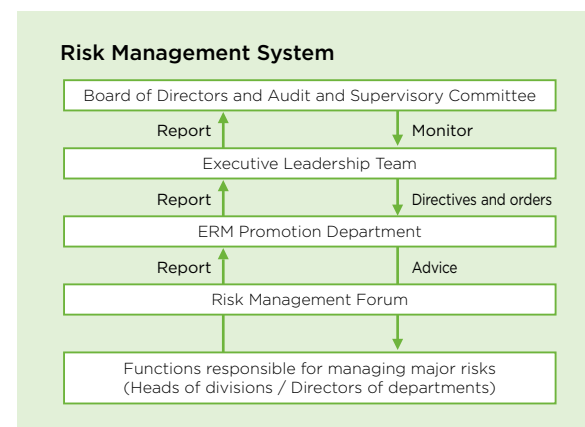 Risk Management System
Board of Directors and Audit and Supervisory Committee
Report
Monitor
Executive Leadership Team
Report
Directives and orders
ERM Promotion Department
Report
Advice
Risk Management Forum
Functions responsible for managing major risks
(Heads of divisions / Directors of departments)